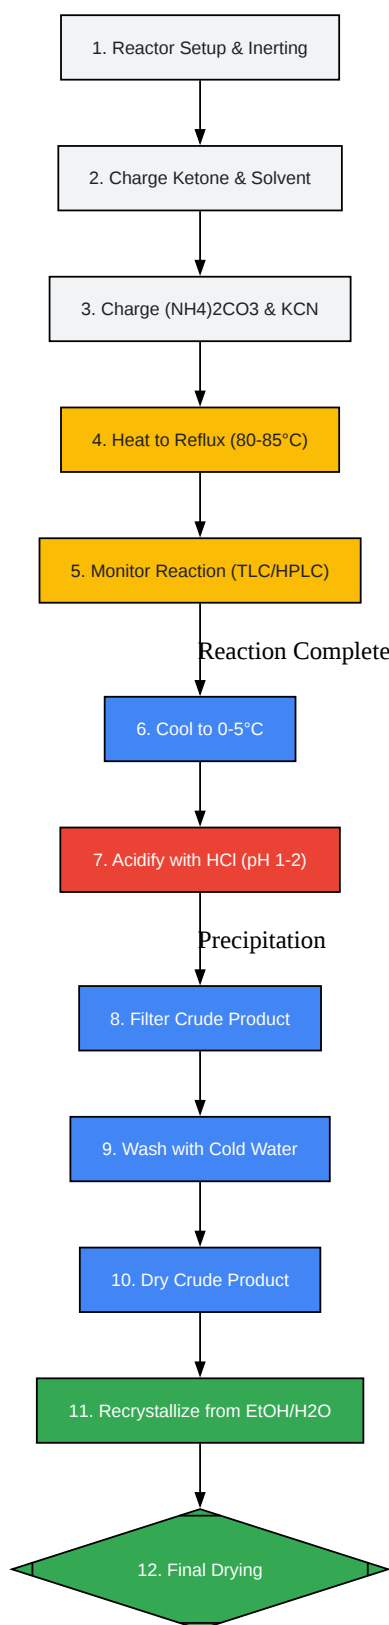 1. Reactor Setup & Inerting
2. Charge Ketone & Solvent
3. Charge (NH4)2CO3 & KCN
4. Heat to Reflux (80-85°C)
5. Monitor Reaction (TLC/HPLC)
Reaction Complete
6. Cool to 0-5°C
7. Acidify with HCl (pH 1-2)
Precipitation
8. Filter Crude Product
9. Wash with Cold Water
10. Dry Crude Product
11. Recrystallize from EtOH/H2O
12. Final Drying